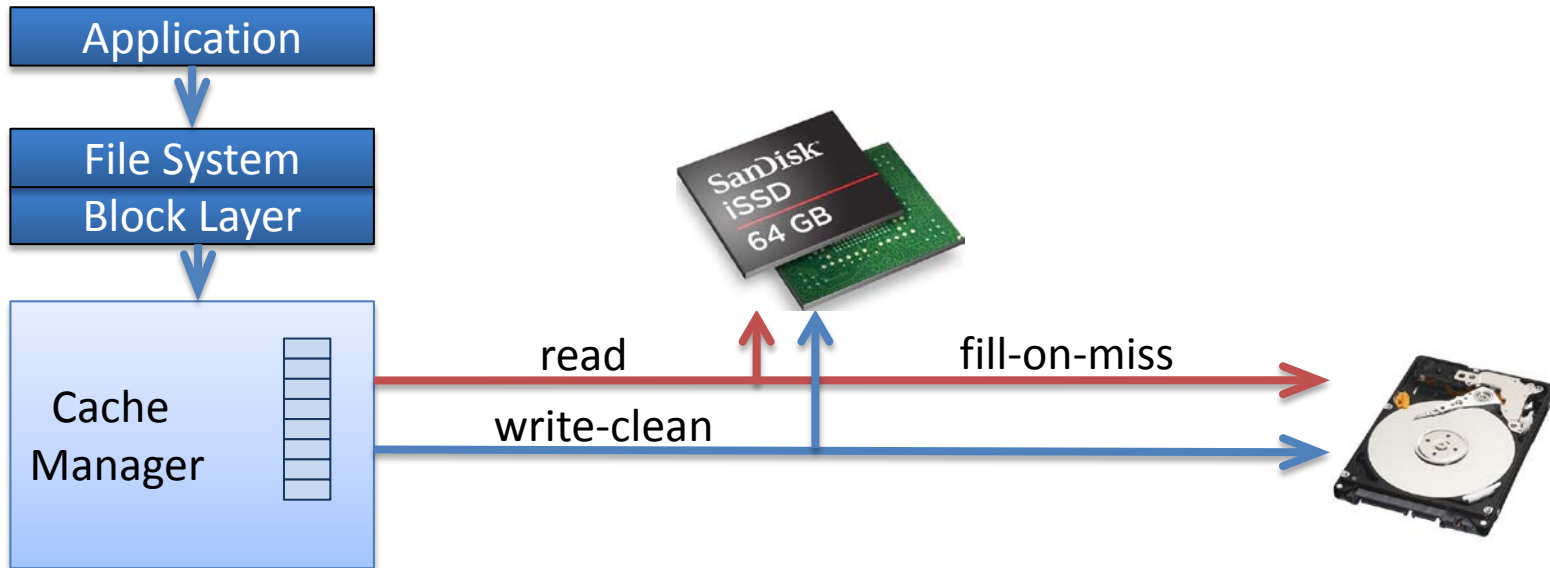 Application
File System
Block Layer
Cache
Manager
SanDisk
iSSD
64 GB
read
fill-on-miss
write-clean